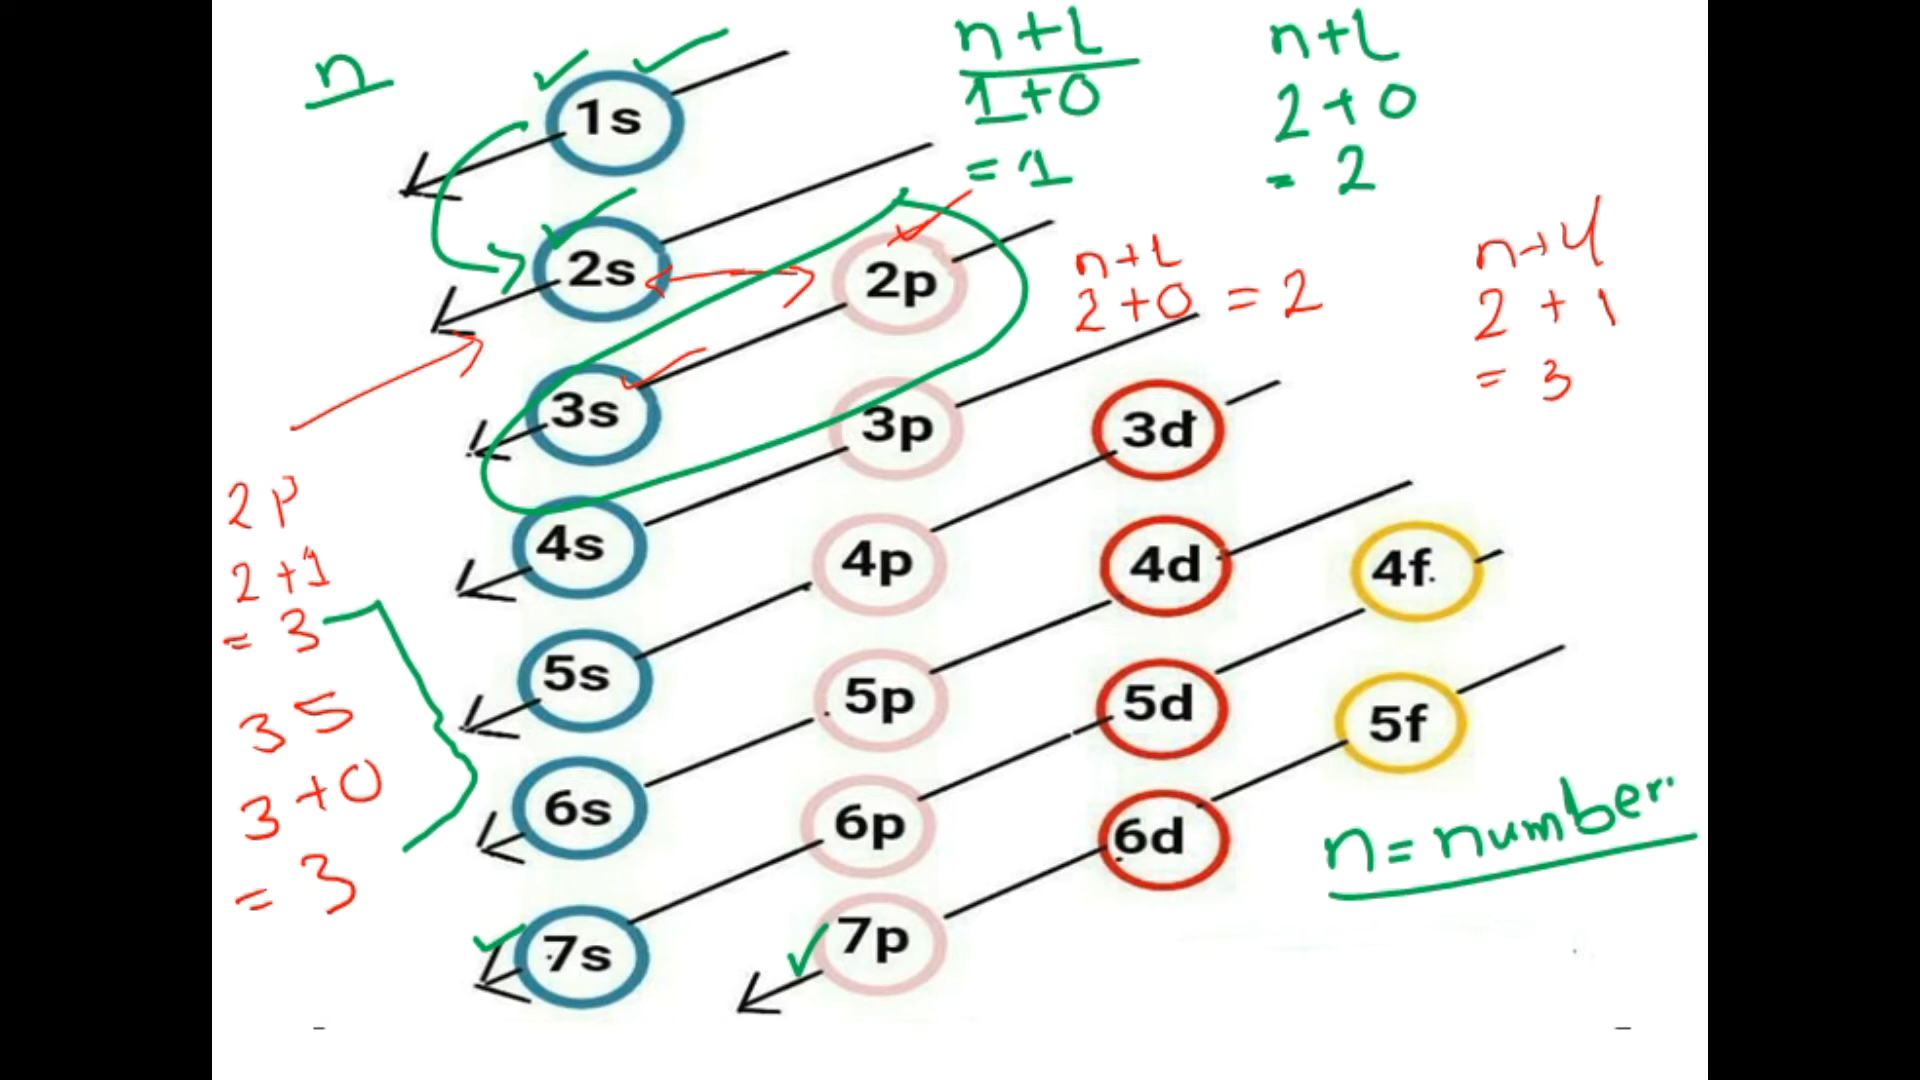 n
n+l
1+0
= 1
n+l
2+0
= 2
1s
2s
2p
n+l
2+0 = 2
2 + 1
= 3
3s
3p
3d
4s
4p
4d
4f
5s
5p
5d
5f
6s
6p
6d
7s
7p
2p
2+1
= 3
3s
3+0
= 3
n = number